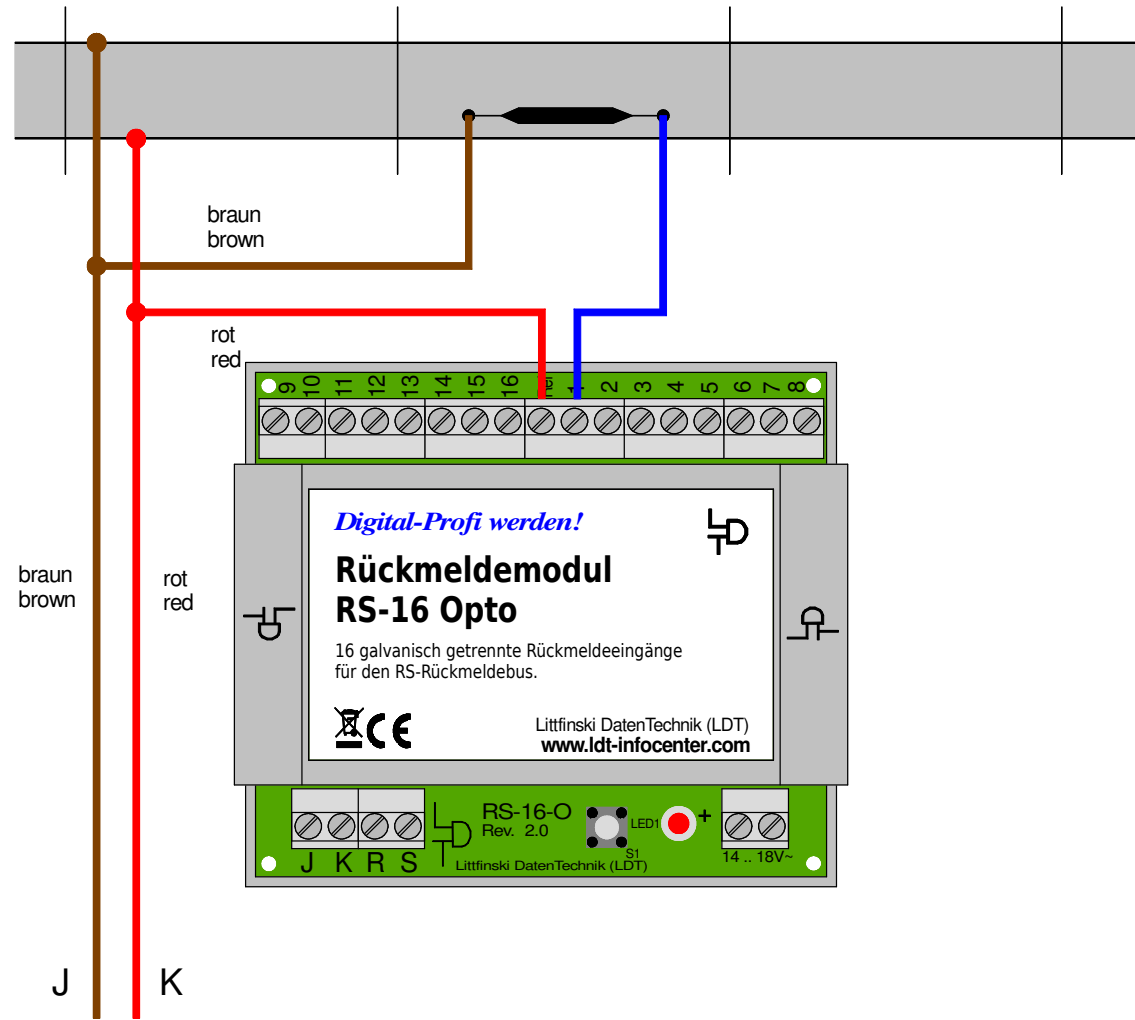 braun
brown
rot
red
9 10 11 12 13 14 15 16 1 2 3 4 5 6 7 8
Digital-Profi werden!
Rückmeldemodul
RS-16 Opto
16 galvanisch getrennte Rückmeldeeingänge
für den RS-Rückmeldebus.
Littfinski DatenTechnik (LDT)
www.ldt-infocenter.com
braun
brown
rot
red
CE
RS-16-O
Rev. 2.0
LED1
+
S1
14 .. 18V~
J K R S
Littfinski DatenTechnik (LDT)
J K